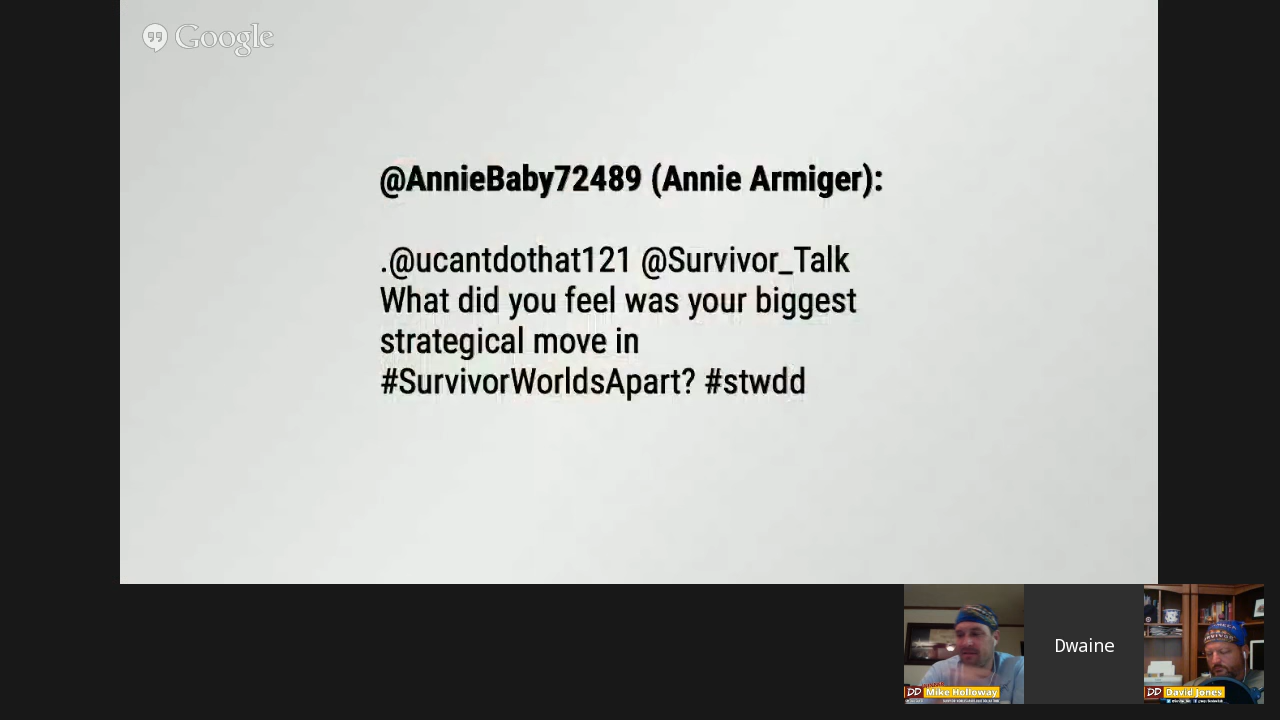 Google
@AnnieBaby72489 (Annie Armiger):
.@ucantdothat121 @Survivor_Talk
What did you feel was your biggest
strategical move in
#SurvivorWorldsApart? #stwdd
Dwaine
DD Mike Holloway
DD David Jones